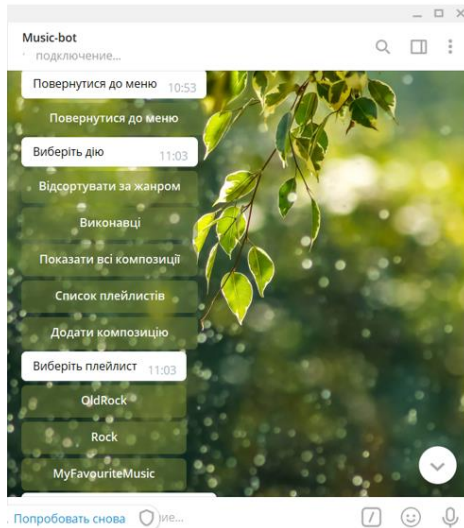 Music-bot
подключение...
Повернутися до меню 10:53
Повернутися до меню
Виберіть дію 11:03
Відсортувати за жанром
Виконавці
Показати всі композиції
Список плейлистів
Додати композицію
Виберіть плейлист 11:03
OldRock
Rock
MyFavouriteMusic
Попробовать снова